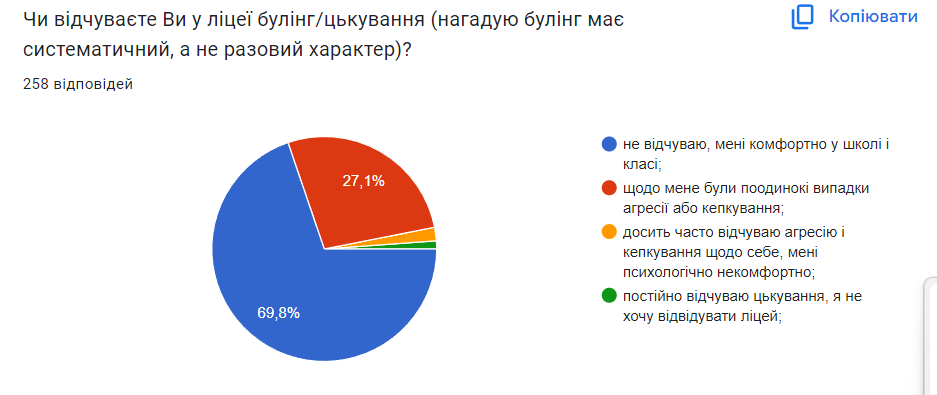 Чи відчуваєте Ви у ліцеї булінг/цькування (нагадую булінг має
систематичний, а не разовий характер)?
Копіювати
258 відповідей
27,1%
69,8%
не відчуваю, мені комфортно у школі і
класі;
щодо мене були поодинокі випадки
агресії або кепкування;
досить часто відчуваю агресію і
кепкування щодо себе, мені
психологічно некомфортно;
постійно відчуваю цькування, я не
хочу відвідувати ліцей;